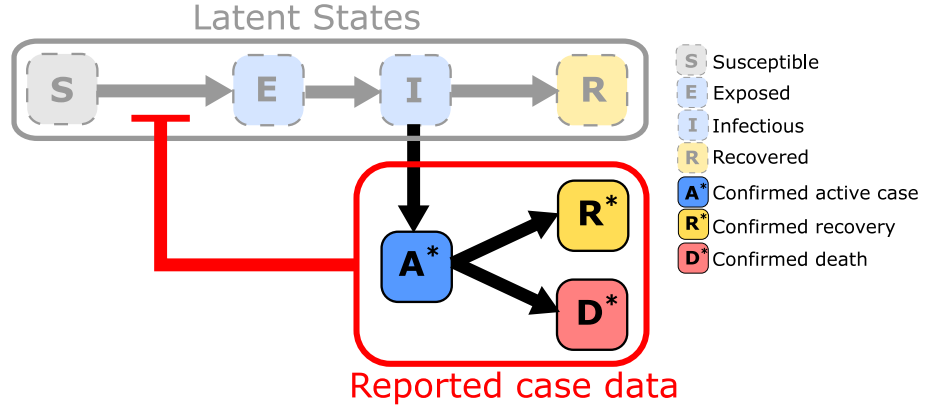 Latent States
S E I R
A*
R*
D*
Reported case data
S Susceptible
E Exposed
I Infectious
R Recovered
A* Confirmed active case
R* Confirmed recovery
D* Confirmed death